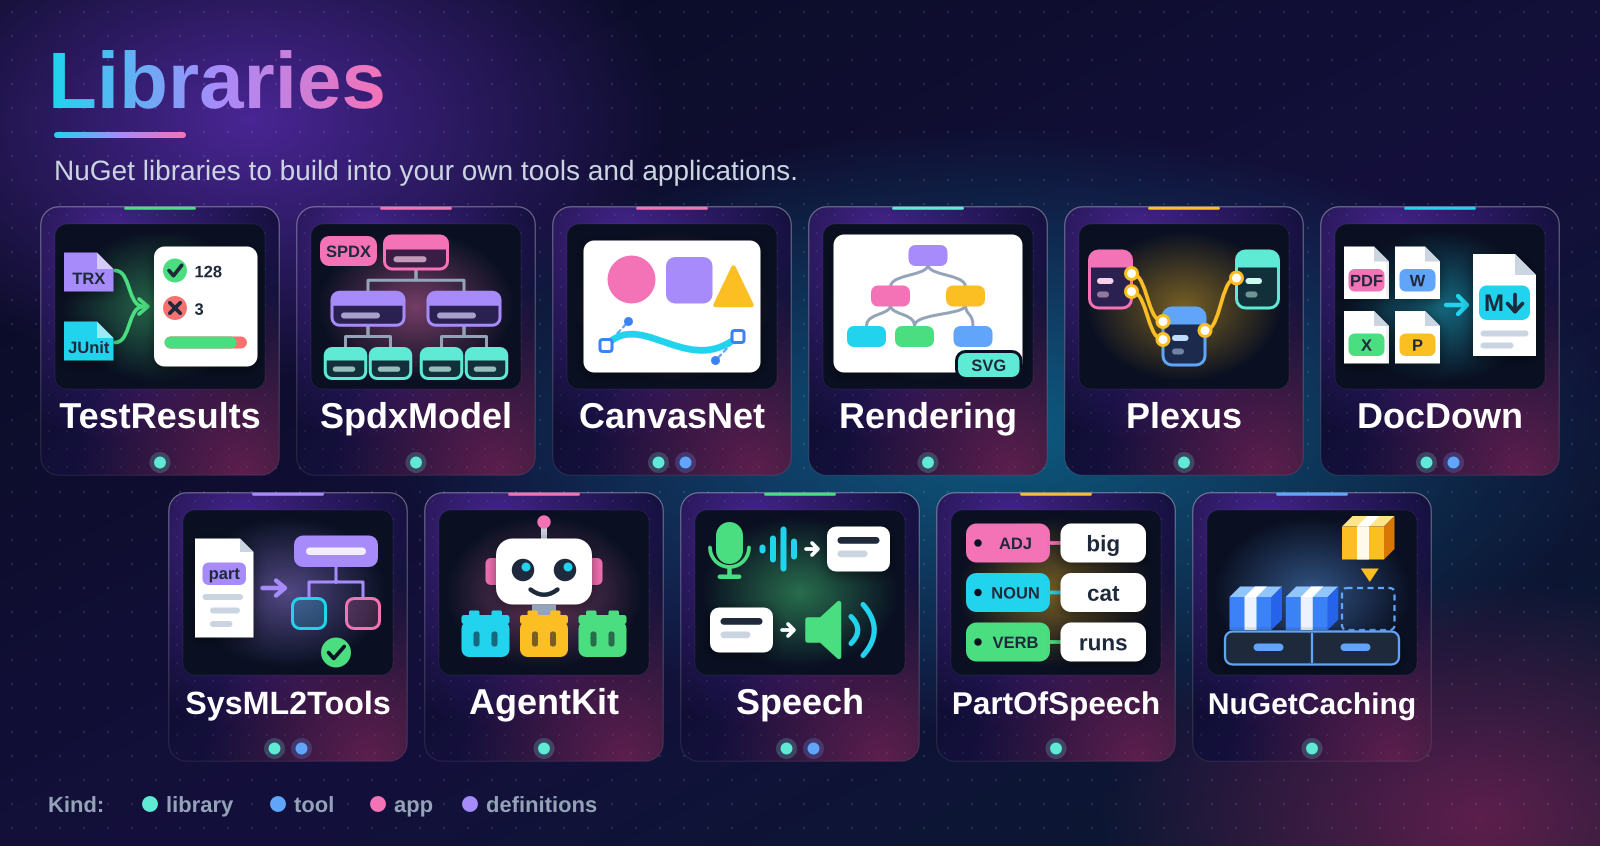 Libraries
NuGet libraries to build into your own tools and applications.
TRX
JUnit
128
3
TestResults
SPDX
SpdxModel
CanvasNet
SVG
Rendering
Plexus
PDF
W
X
P
M
DocDown
part
SysML2Tools
AgentKit
Speech
ADJ big
NOUN cat
VERB runs
PartOfSpeech
NuGetCaching
Kind: library tool app definitions